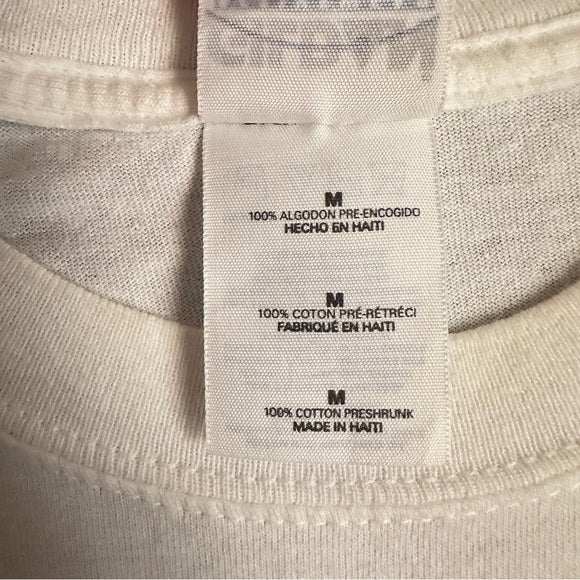 M
100% ALGODON PRE-ENCOGIDO
HECHO EN HAITI
M
100% COTON PRÉ-RÉTRÉCI
FABRIQUÉ EN HAITI
M
100% COTTON PRESHRUNK
MADE IN HAITI